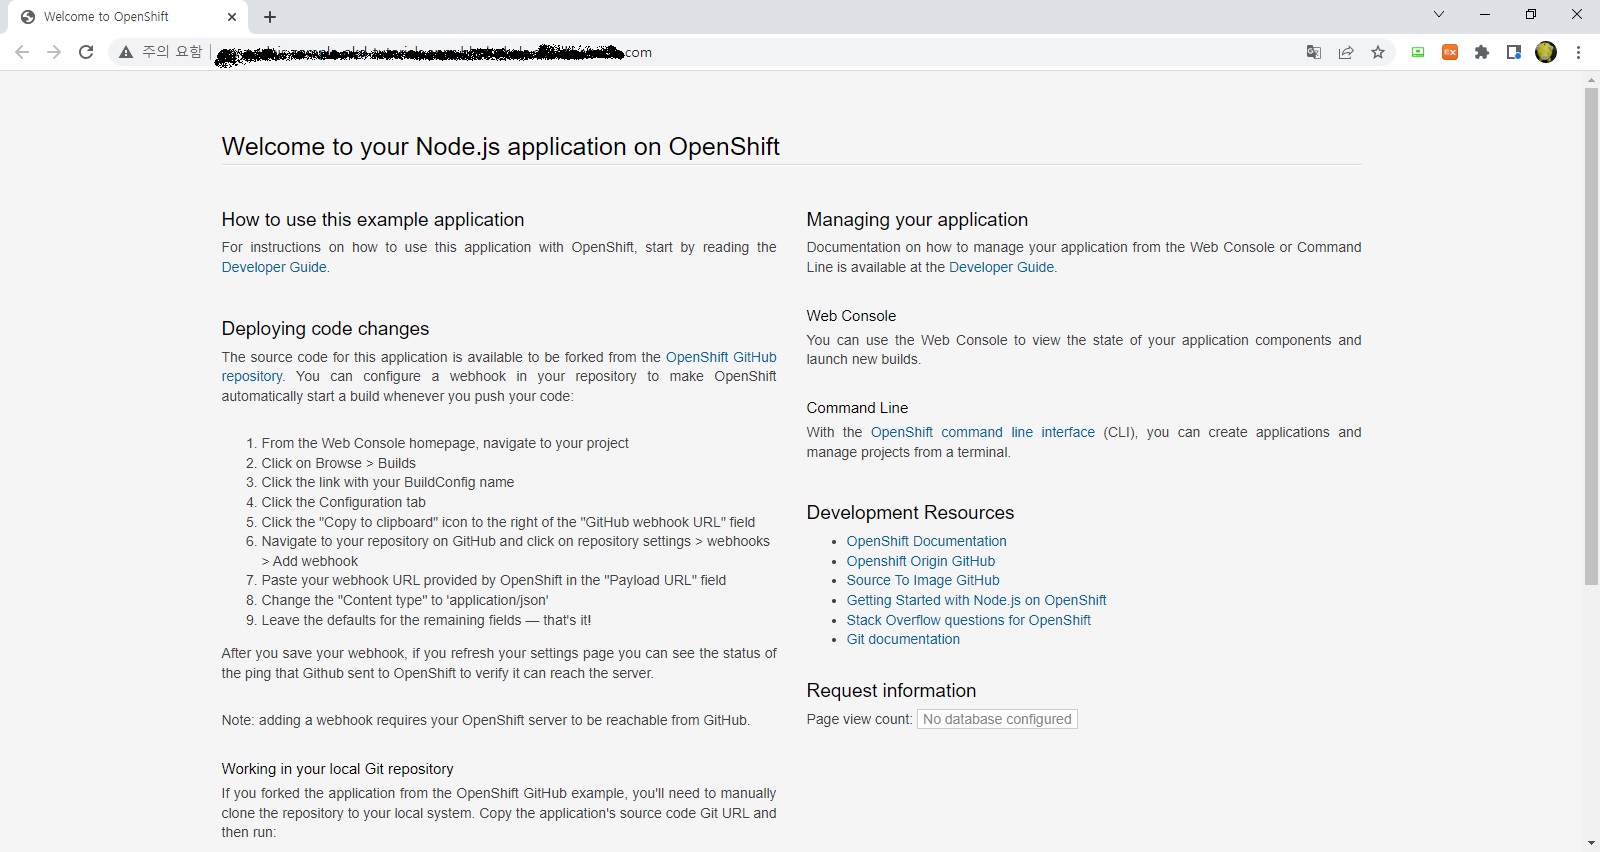 Welcome to OpenShift
주의 요함
.com
Welcome to your Node.js application on OpenShift
How to use this example application
For instructions on how to use this application with OpenShift, start by reading the
Developer Guide.
Deploying code changes
The source code for this application is available to be forked from the OpenShift GitHub
repository. You can configure a webhook in your repository to make OpenShift
automatically start a build whenever you push your code:
1. From the Web Console homepage, navigate to your project
2. Click on Browse > Builds
3. Click the link with your BuildConfig name
4. Click the Configuration tab
5. Click the "Copy to clipboard" icon to the right of the "GitHub webhook URL" field
6. Navigate to your repository on GitHub and click on repository settings > webhooks
> Add webhook
7. Paste your webhook URL provided by OpenShift in the "Payload URL" field
8. Change the "Content type" to 'application/json'
9. Leave the defaults for the remaining fields — that's it!
After you save your webhook, if you refresh your settings page you can see the status of
the ping that Github sent to OpenShift to verify it can reach the server.
Note: adding a webhook requires your OpenShift server to be reachable from GitHub.
Working in your local Git repository
If you forked the application from the OpenShift GitHub example, you'll need to manually
clone the repository to your local system. Copy the application's source code Git URL and
then run:
Managing your application
Documentation on how to manage your application from the Web Console or Command
Line is available at the Developer Guide.
Web Console
You can use the Web Console to view the state of your application components and
launch new builds.
Command Line
With the OpenShift command line interface (CLI), you can create applications and
manage projects from a terminal.
Development Resources
• OpenShift Documentation
• Openshift Origin GitHub
• Source To Image GitHub
• Getting Started with Node.js on OpenShift
• Stack Overflow questions for OpenShift
• Git documentation
Request information
Page view count: No database configured